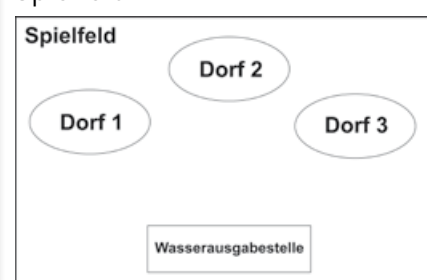 Spielfeld
Dorf 2
Dorf 1
Dorf 3
Wasserausgabestelle